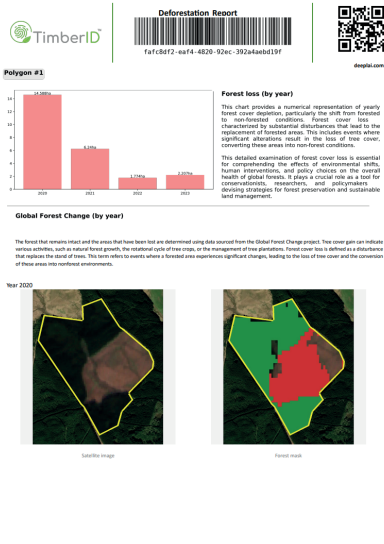 Deforestation Report
TimberID
fafc8df2-eaf4-4820-92ec-392a4aebd19f
deeplai.com
Polygon #1
14
12
10
8
6
4
2
0
2020
2021
2022
2023
Forest loss (by year)
This chart provides a numerical representation of yearly
forest cover depletion, particularly the shift from forested
to non-forested conditions. Forest cover loss
characterized by substantial disturbances that lead to the
replacement of forested areas. This includes events where
significant alterations result in the loss of tree cover,
converting these areas into non-forest conditions.
This detailed examination of forest cover loss is essential
for comprehending the effects of environmental shifts,
human interventions, and policy choices on the overall
health of global forests. It plays a crucial role as a tool for
conservationists, researchers, and policymakers
devising strategies for forest preservation and sustainable
land management.
Global Forest Change (by year)
The forest that remains intact and the areas that have been lost are determined using data sourced from the Global Forest Change project. Tree cover gain can indicate
various activities, such as natural forest growth, the rotational cycle of tree crops, or the management of tree plantations. Forest cover loss is defined as a disturbance
that replaces the stand of trees. This term refers to events where a forested area experiences significant changes, leading to the loss of tree cover and the conversion
of these areas into nonforest environments.
Year 2020
Satellite image
Forest mask